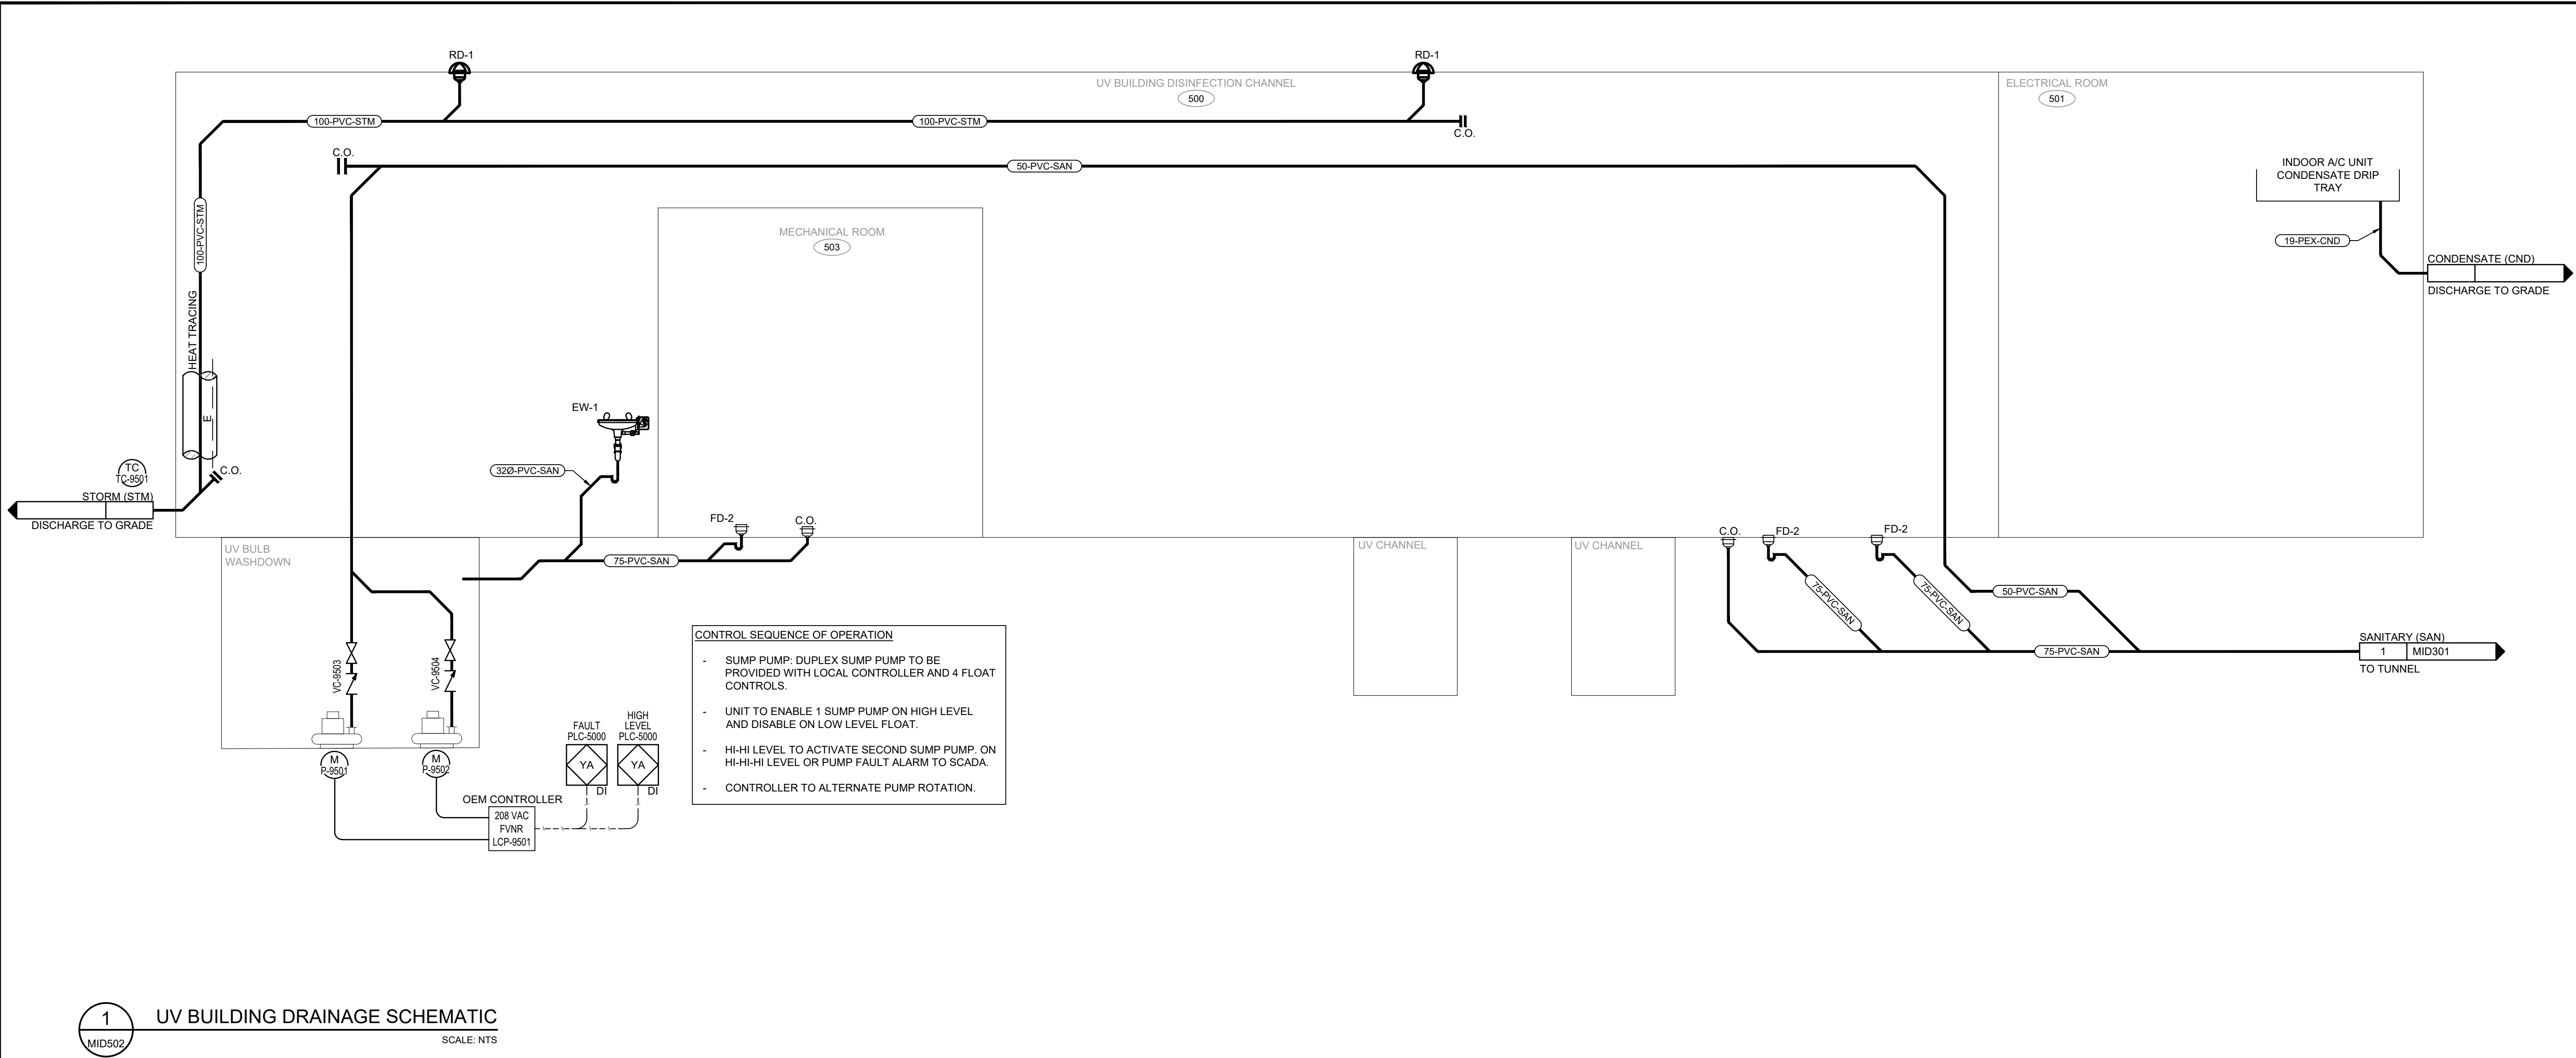 RD-1
RD-1
UV BUILDING DISINFECTION CHANNEL
500
ELECTRICAL ROOM
501
100-PVC-STM
100-PVC-STM
C.O.
C.O.
50-PVC-SAN
INDOOR A/C UNIT
CONDENSATE DRIP
TRAY
100-PVC-STM
MECHANICAL ROOM
503
19-PEX-CND
CONDENSATE (CND)
DISCHARGE TO GRADE
HEAT TRACING
E
EW-1
TC
TC-9501
C.O.
32Ø-PVC-SAN
STORM (STM)
DISCHARGE TO GRADE
FD-2
C.O.
C.O.
FD-2
FD-2
UV BULB
WASHDOWN
75-PVC-SAN
UV CHANNEL
UV CHANNEL
75-PVC-SAN
75-PVC-SAN
50-PVC-SAN
75-PVC-SAN
SANITARY (SAN)
1
MID301
TO TUNNEL
VC-9503
VC-9504
CONTROL SEQUENCE OF OPERATION
- SUMP PUMP: DUPLEX SUMP PUMP TO BE
PROVIDED WITH LOCAL CONTROLLER AND 4 FLOAT
CONTROLS.
- UNIT TO ENABLE 1 SUMP PUMP ON HIGH LEVEL
AND DISABLE ON LOW LEVEL FLOAT.
- HI-HI LEVEL TO ACTIVATE SECOND SUMP PUMP. ON
HI-HI-HI LEVEL OR PUMP FAULT ALARM TO SCADA.
- CONTROLLER TO ALTERNATE PUMP ROTATION.
M
P-9501
M
P-9502
FAULT
PLC-5000
YA
DI
HIGH
LEVEL
PLC-5000
YA
DI
OEM CONTROLLER
208 VAC
FVNR
LCP-9501
1
MID502
UV BUILDING DRAINAGE SCHEMATIC
SCALE: NTS